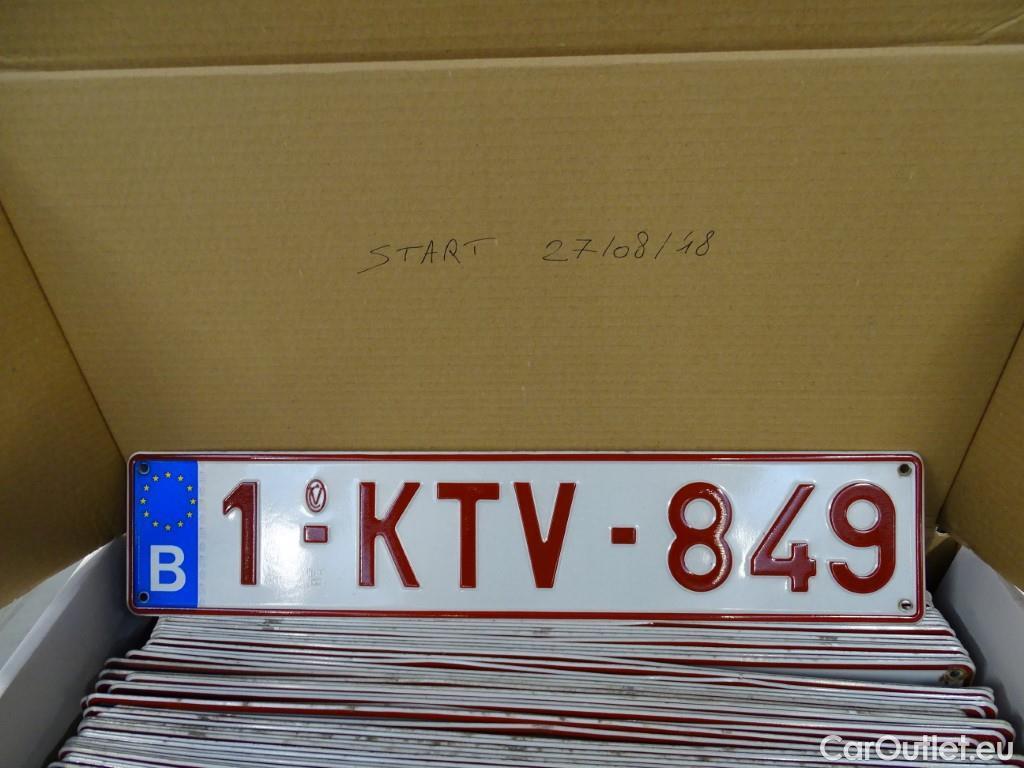 START 27/08/18
B 1-KTV-849
CarOutlet.eu